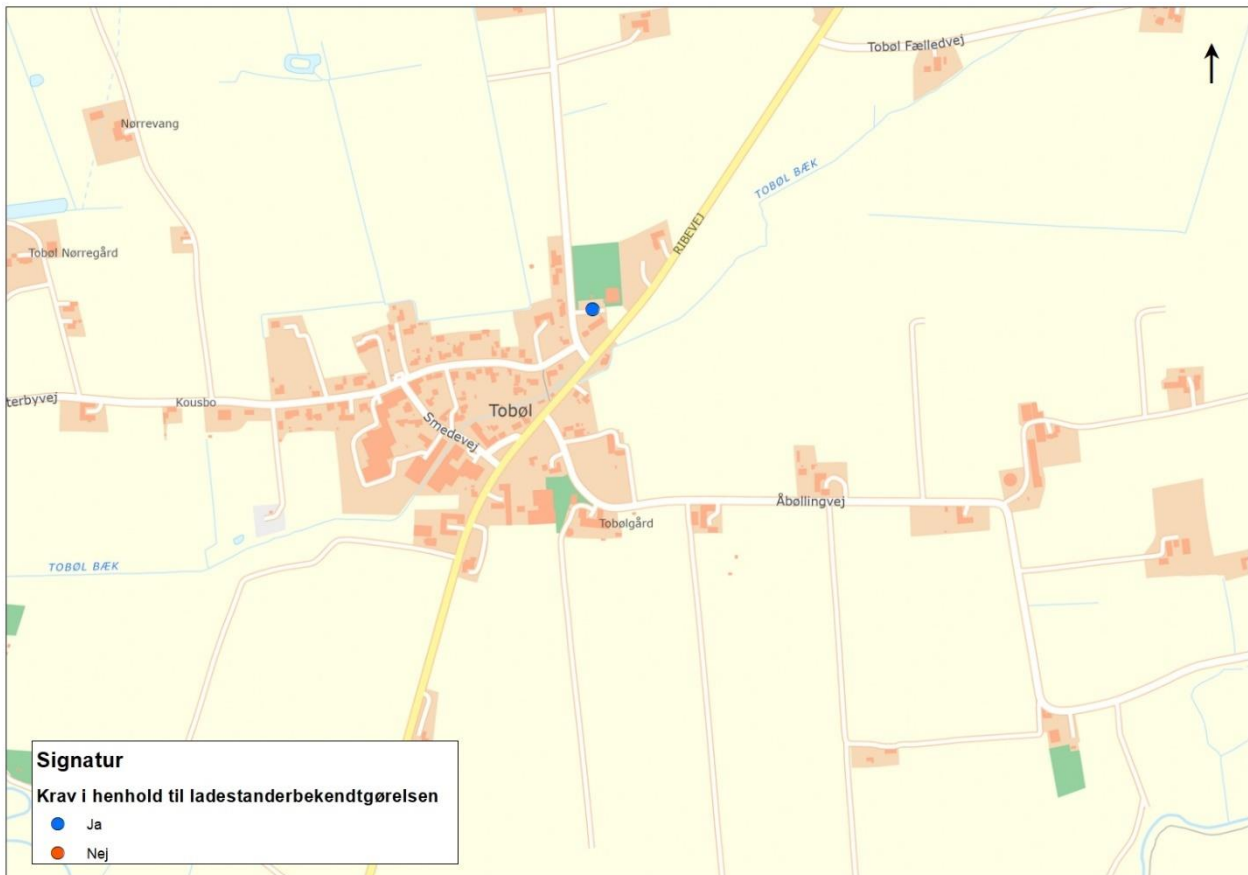 Tobøl Fælledvej
Nørrevang
TOBØL BÆK
RIBEVEJ
Tobøl Nørregård
terbyvej
Kousbo
Tobøl
Smedevej
Åbøllingvej
Tobølgård
TOBØL BÆK
Signatur
Krav i henhold til ladestanderbekendtgørelsen
Ja
Nej